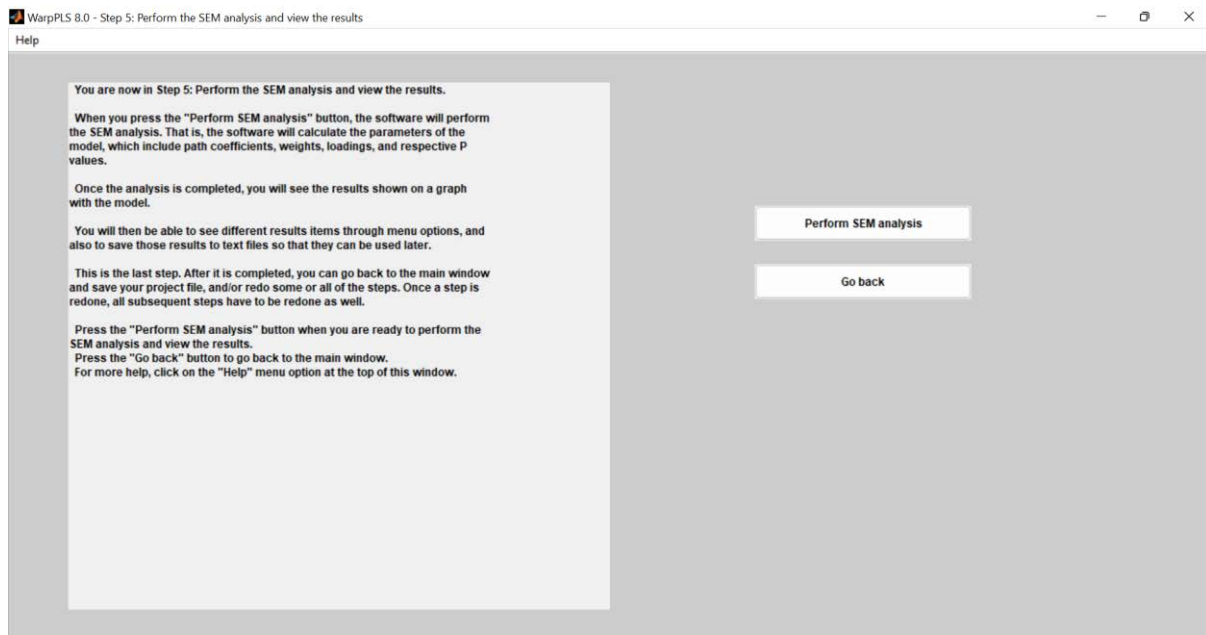 WarpPLS 8.0 - Step 5: Perform the SEM analysis and view the results
Help
You are now in Step 5: Perform the SEM analysis and view the results.
When you press the "Perform SEM analysis" button, the software will perform
the SEM analysis. That is, the software will calculate the parameters of the
model, which include path coefficients, weights, loadings, and respective P
values.
Once the analysis is completed, you will see the results shown on a graph
with the model.
You will then be able to see different results items through menu options, and
also to save those results to text files so that they can be used later.
This is the last step. After it is completed, you can go back to the main window
and save your project file, and/or redo some or all of the steps. Once a step is
redone, all subsequent steps have to be redone as well.
Press the "Perform SEM analysis" button when you are ready to perform the
SEM analysis and view the results.
Press the "Go back" button to go back to the main window.
For more help, click on the "Help" menu option at the top of this window.
Perform SEM analysis
Go back